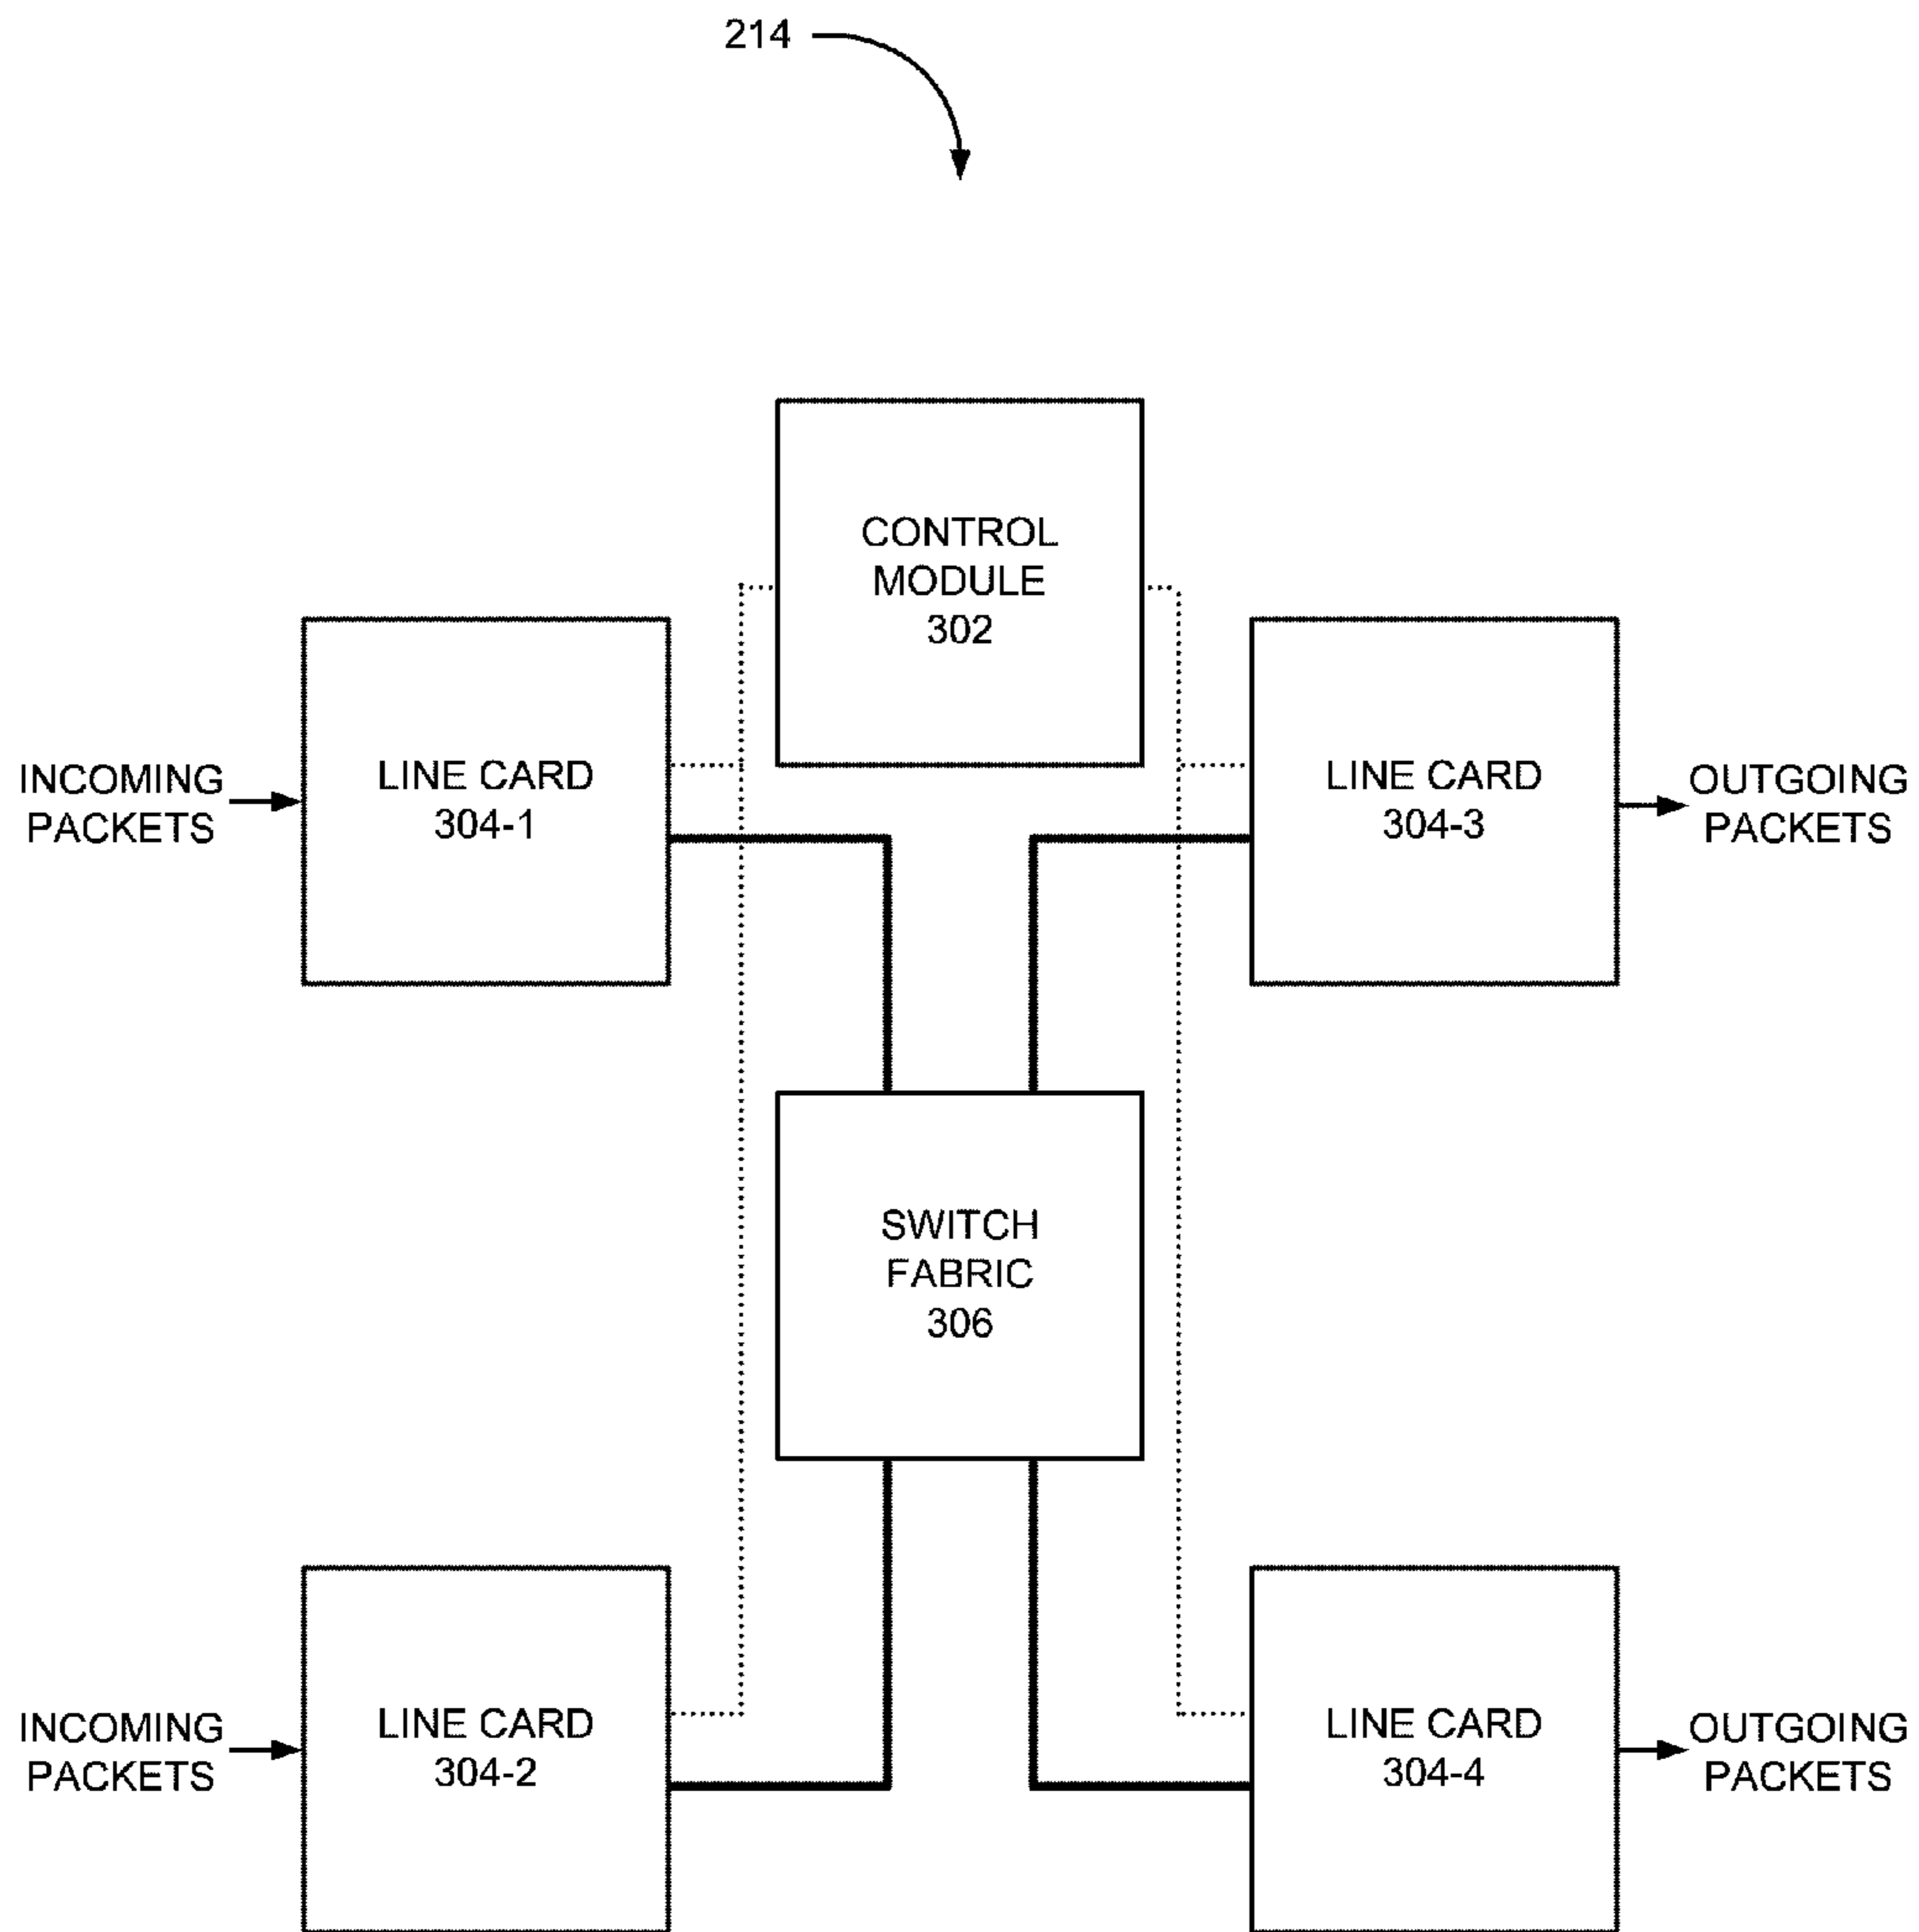 214
CONTROL
MODULE
302
INCOMING
PACKETS
LINE CARD
304-1
LINE CARD
304-3
OUTGOING
PACKETS
SWITCH
FABRIC
306
INCOMING
PACKETS
LINE CARD
304-2
LINE CARD
304-4
OUTGOING
PACKETS